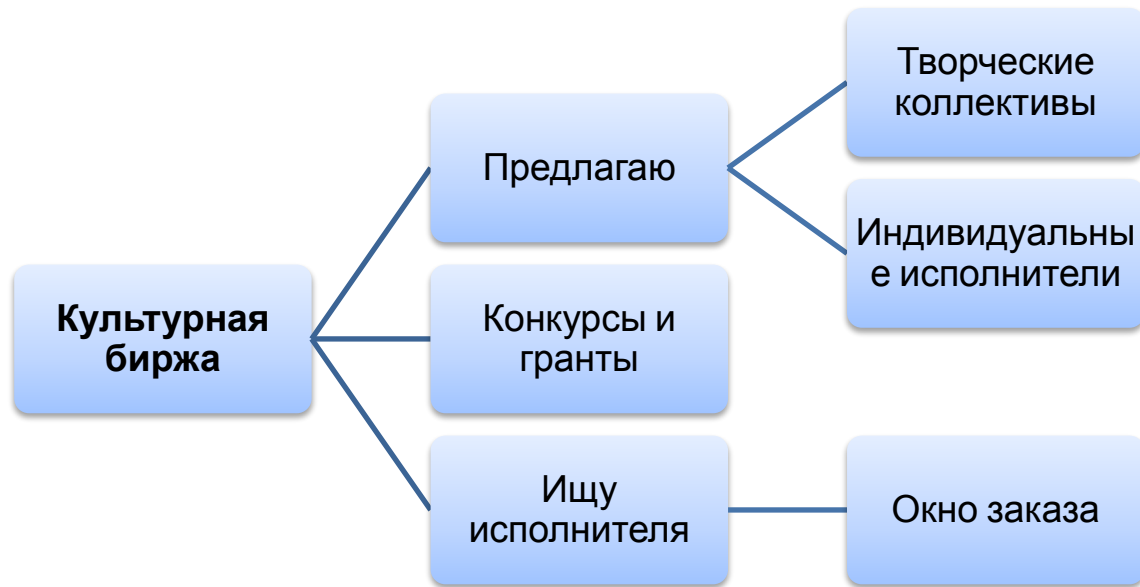 Культурная
биржа
Предлагаю
Творческие
коллективы
Индивидуальны
е исполнители
Конкурсы и
гранты
Ищу
исполнителя
Окно заказа